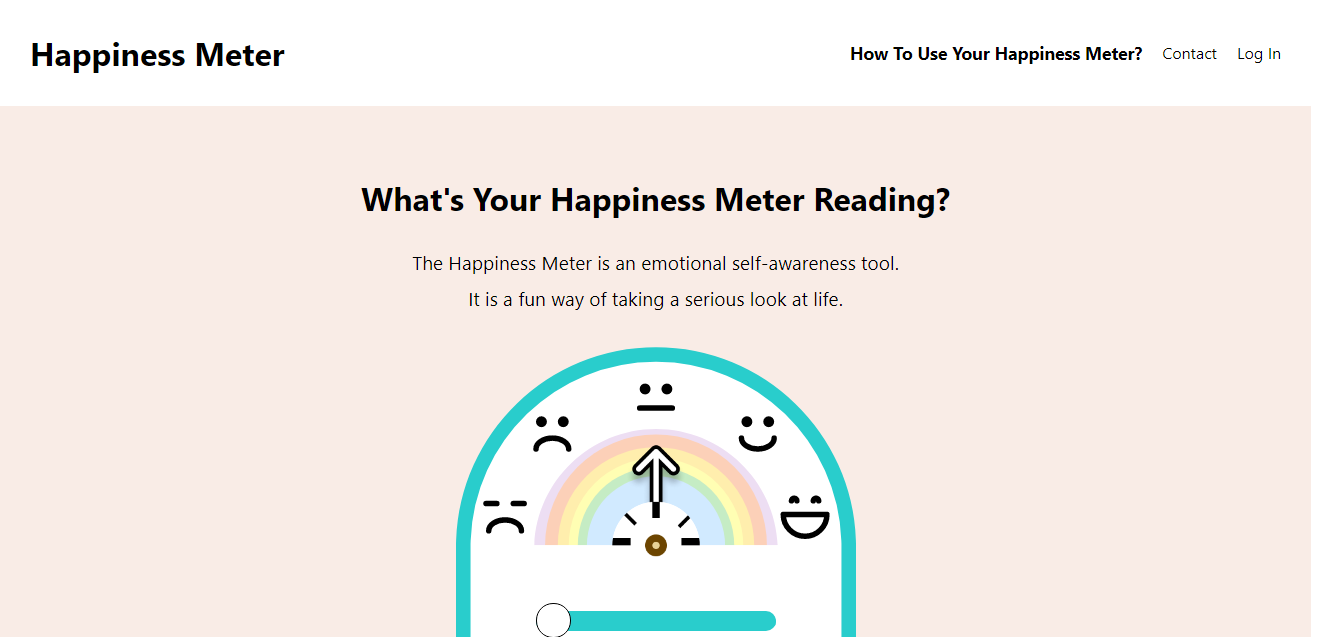 Happiness Meter
How To Use Your Happiness Meter? Contact Log In
What's Your Happiness Meter Reading?
The Happiness Meter is an emotional self-awareness tool.
It is a fun way of taking a serious look at life.